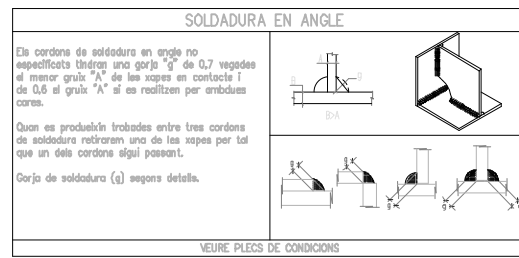 SOLDADURA EN ANGLE
Els cordons de soldadura en angle no
especificats tindran una gorja "g" de 0,7 vegades
el menor gruix "A" de les xapes en contacte i
de 0,6 el gruix "A" si es realitzen per ambdues
cares.
Quan es produeixin trobades entre tres cordons
de soldadura retirarem una de les xapes per tal
que un dels cordons sigui passant.
Gorja de soldadura (g) segons detalls.
A
g
B
B>A
g
g
g
g
g
g
VEURE PLECS DE CONDICIONS